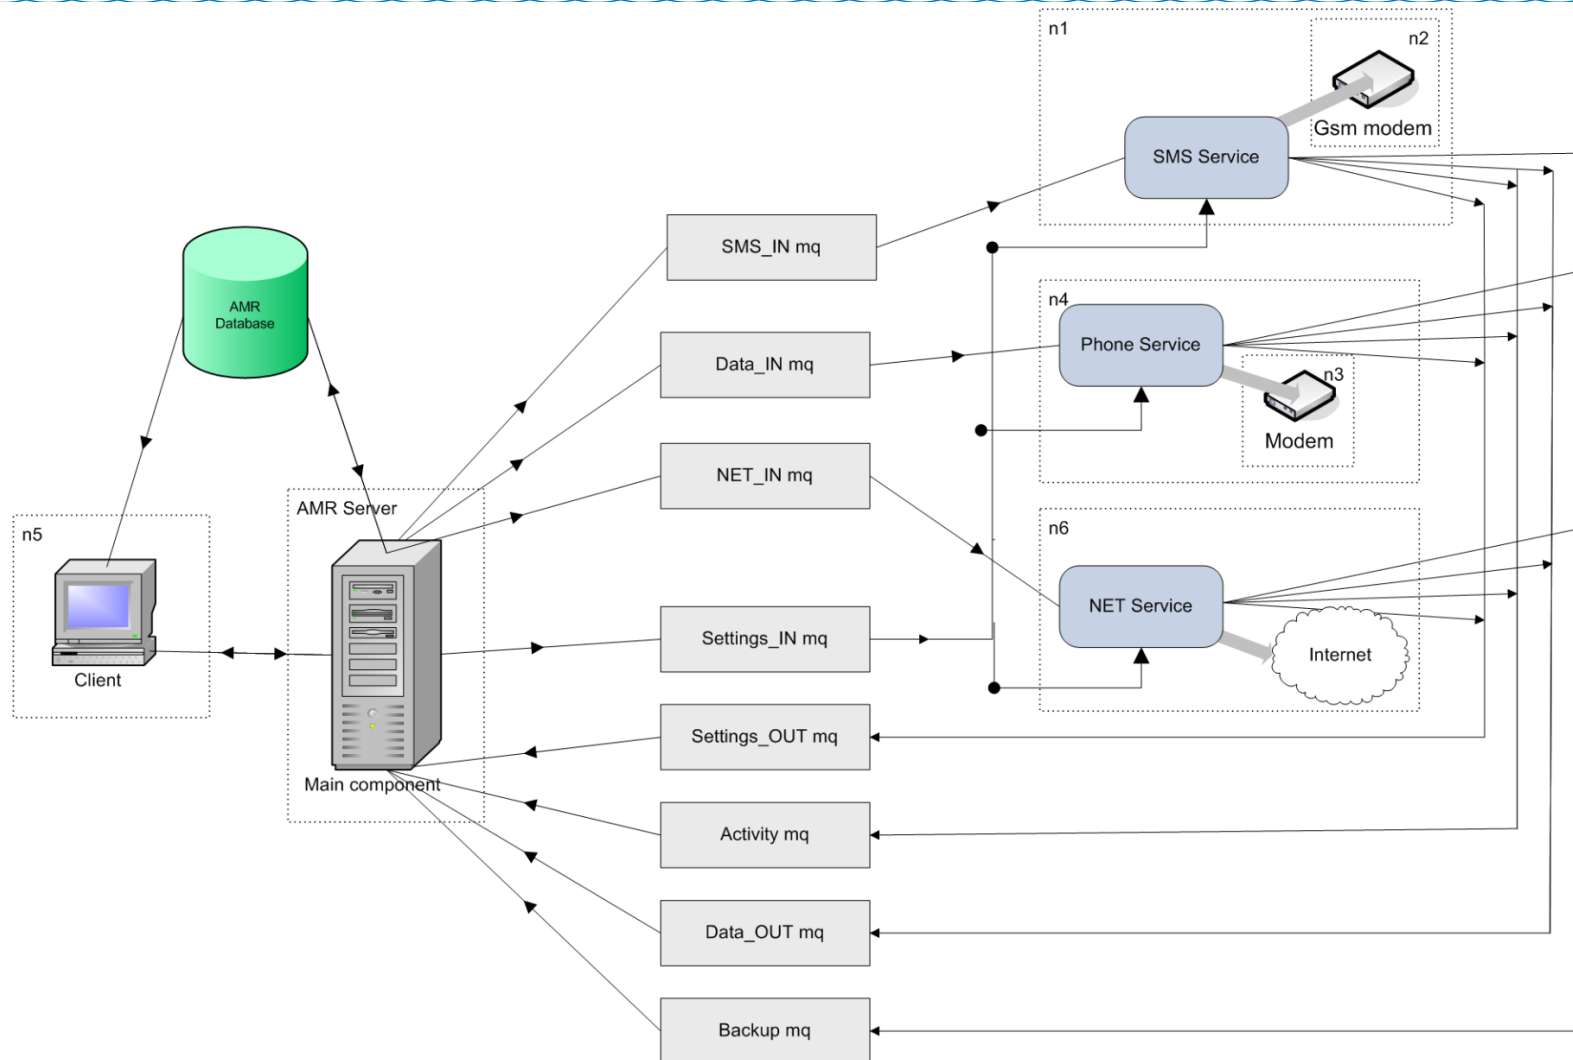 n1
n2
Gsm modem
SMS Service
SMS_IN mq
AMR
Database
n4
Phone Service
Data_IN mq
n3
Modem
NET_IN mq
AMR Server
n5
n6
NET Service
Settings_IN mq
Internet
Client
Settings_OUT mq
Main component
Activity mq
Data_OUT mq
Backup mq